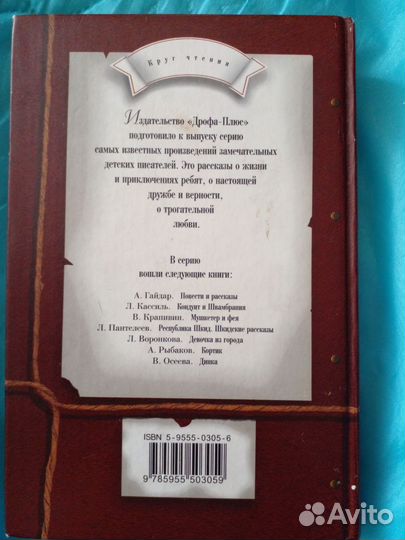 Круг чтения
Издательство «Дрофа-Плюс»
подготовило к выпуску серию
самых известных произведений замечательных
детских писателей. Это рассказы о жизни
и приключениях ребят, о настоящей
дружбе и верности,
о трогательной
любви.
В серию
вошли следующие книги:
А. Гайдар. Повести и рассказы
Л. Кассиль. Кондуит и Швамбрания
В. Крапивин. Мушкетер и фея
Л. Пантелеев. Республика Шкид. Шкидские рассказы
Л. Воронкова. Девочка из города
А. Рыбаков. Кортик
В. Осеева. Динка
ISBN 5-9555-0305-6
9 785955 503059
Avito